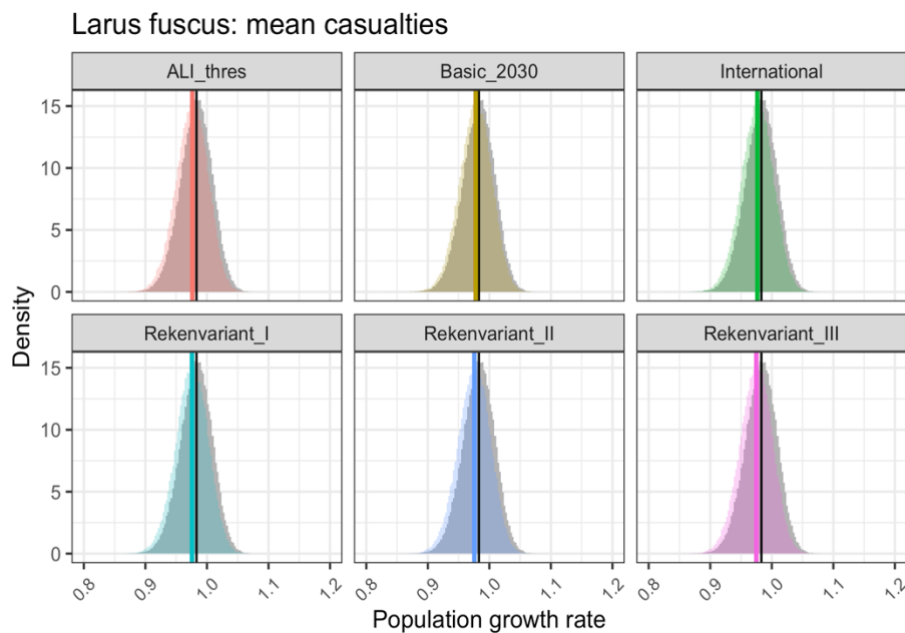 Larus fuscus: mean casualties
ALI_thres Basic_2030 International
15
10
5
0
Rekenvariant_I Rekenvariant_II Rekenvariant_III
15
10
5
0
Density
0.8 0.9 1.0 1.1 1.2 0.8 0.9 1.0 1.1 1.2 0.8 0.9 1.0 1.1 1.2
Population growth rate